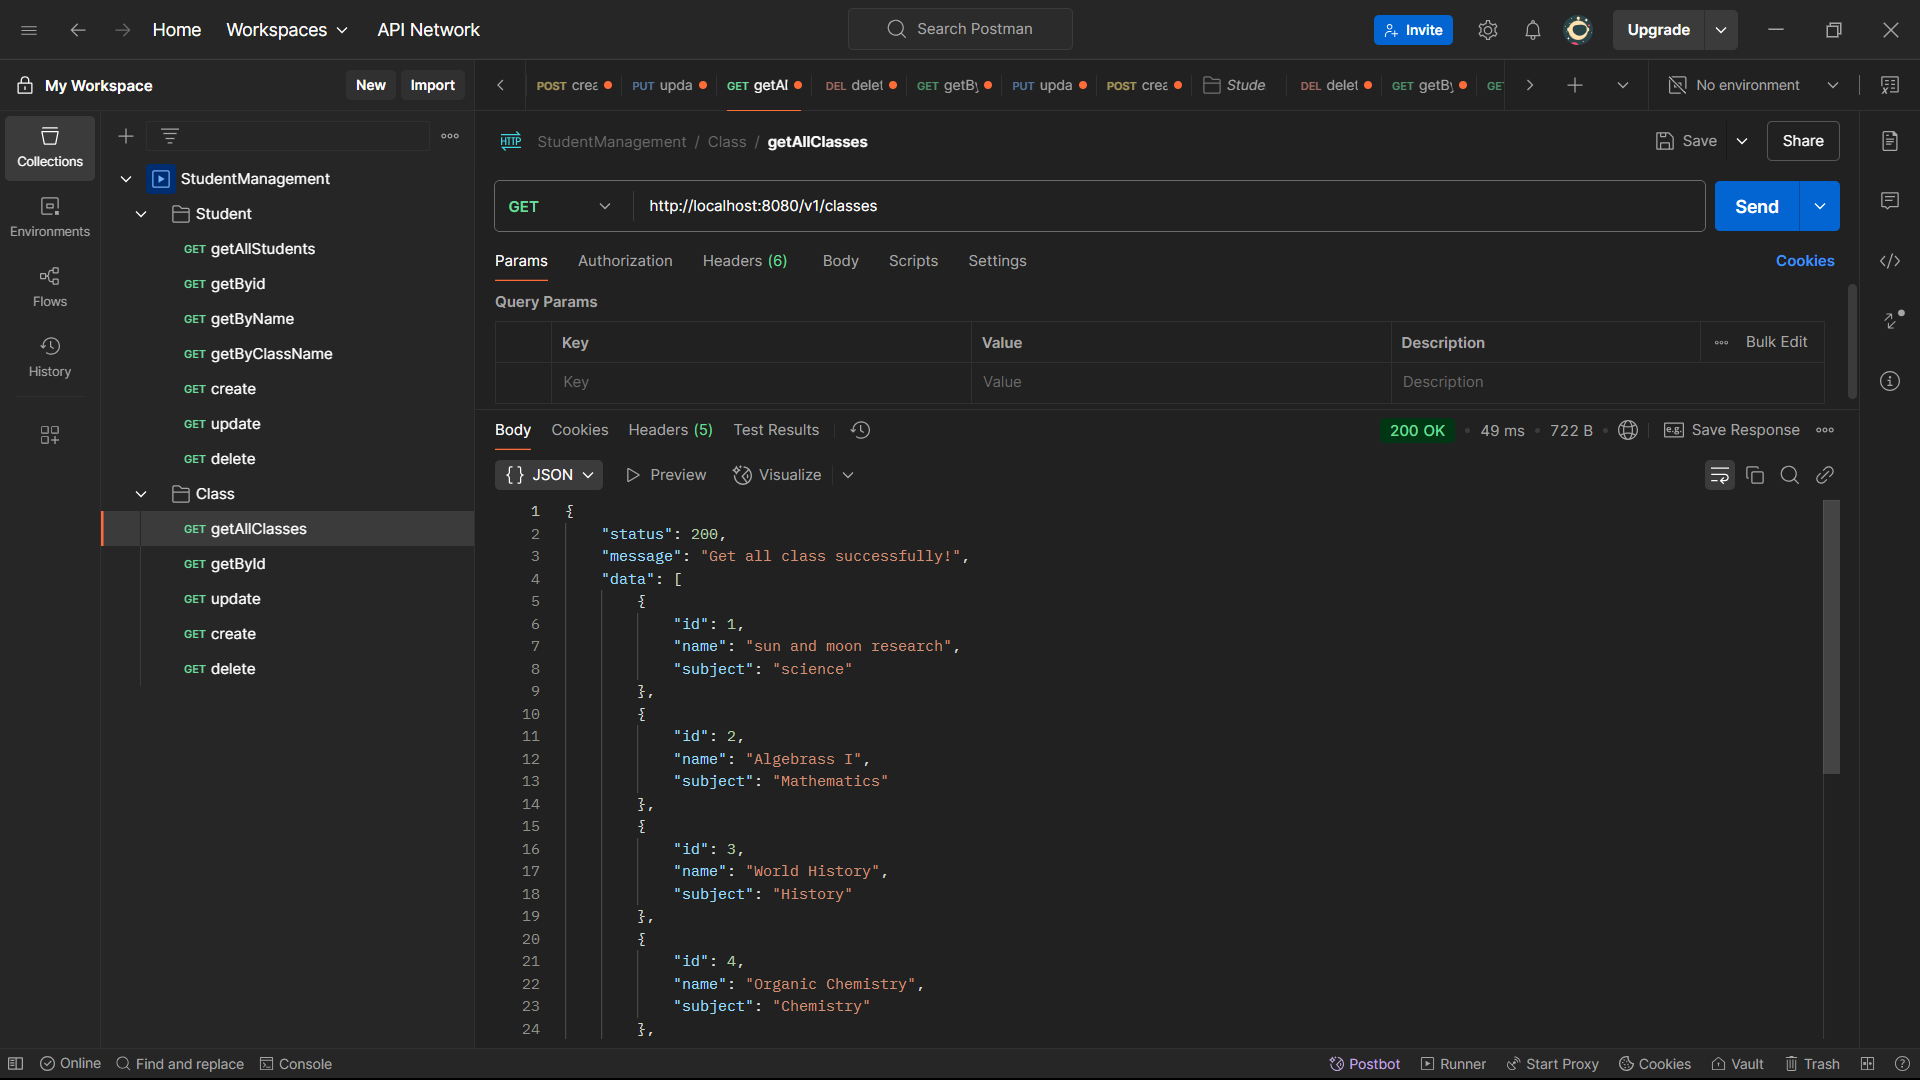 Home Workspaces API Network Search Postman Invite Upgrade
My Workspace New Import POST crea PUT upda GET getAl DEL delet GET getBy PUT upda POST crea Stude DEL delet GET getBy GET No environment
Collections
Environments
Flows
History
StudentManagement
Student
GET getAllStudents
GET getByid
GET getByName
GET getByClassName
GET create
GET update
GET delete
Class
GET getAllClasses
GET getById
GET update
GET create
GET delete
HTTP StudentManagement / Class / getAllClasses Save Share
GET http://localhost:8080/v1/classes Send
Params Authorization Headers (6) Body Scripts Settings Cookies
Query Params
Key Value Description Bulk Edit
Key Value Description
Body Cookies Headers (5) Test Results 200 OK 49 ms 722 B e.g. Save Response
{} JSON Preview Visualize
1 {
2 "status": 200,
3 "message": "Get all class successfully!",
4 "data": [
5 {
6 "id": 1,
7 "name": "sun and moon research",
8 "subject": "science"
9 },
10 {
11 "id": 2,
12 "name": "Algebrass I",
13 "subject": "Mathematics"
14 },
15 {
16 "id": 3,
17 "name": "World History",
18 "subject": "History"
19 },
20 {
21 "id": 4,
22 "name": "Organic Chemistry",
23 "subject": "Chemistry"
24 },
Online Find and replace Console Postbot Runner Start Proxy Cookies Vault Trash